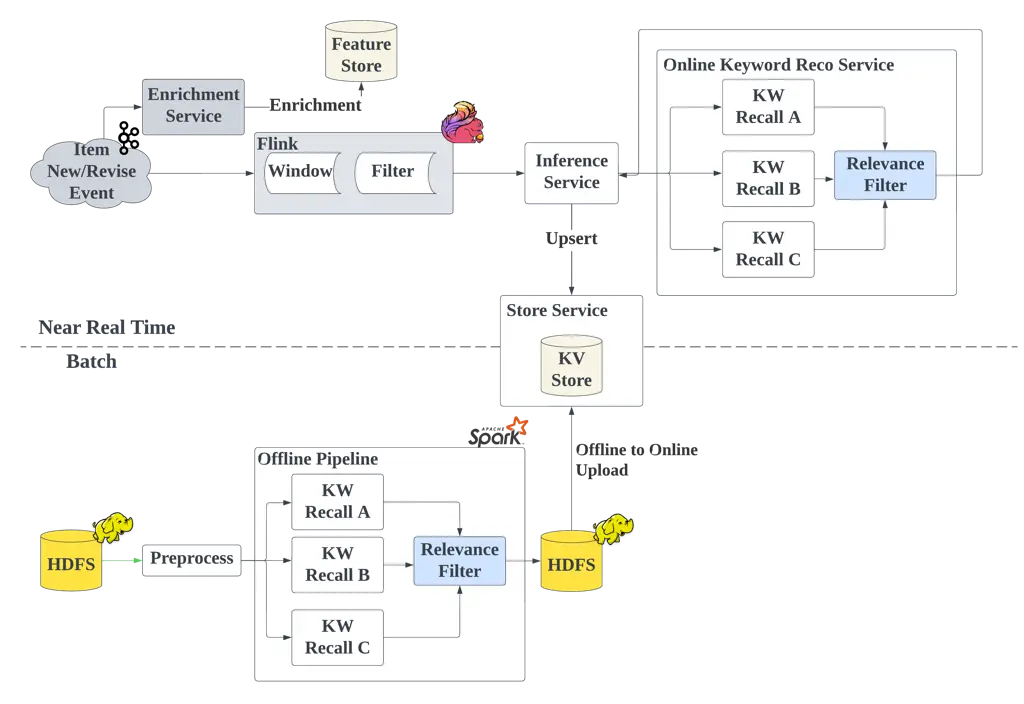 Feature
Store
Enrichment
Service
Enrichment
Item
New/Revise
Event
Flink
Window
Filter
Inference
Service
Online Keyword Reco Service
KW
Recall A
KW
Recall B
KW
Recall C
Relevance
Filter
Upsert
Store Service
KV
Store
Near Real Time
Batch
APACHE
Spark
Offline to Online
Upload
Offline Pipeline
HDFS
Preprocess
KW
Recall A
KW
Recall B
KW
Recall C
Relevance
Filter
HDFS